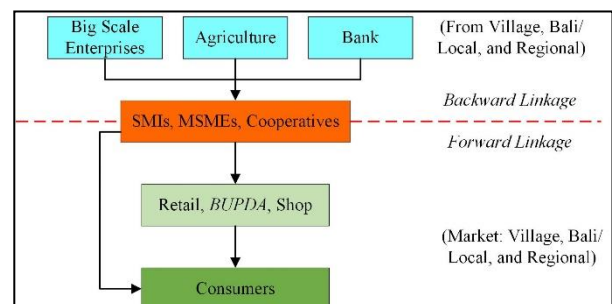 Big Scale
Enterprises
Agriculture
Bank
(From Village, Bali/
Local, and Regional)
Backward Linkage
SMIs, MSMEs, Cooperatives
Forward Linkage
Retail, BUPDA, Shop
(Market: Village, Bali/
Local, and Regional)
Consumers